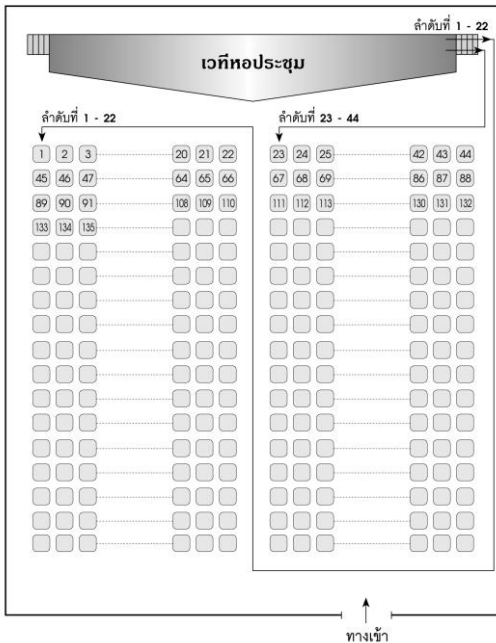 ลำดับที่ 1 - 22
เวทีหอประชุม
ลำดับที่ 1 - 22
ลำดับที่ 23 - 44
1 2 3 20 21 22 23 24 25 42 43 44
45 46 47 64 65 66 67 68 69 86 87 88
89 90 91 108 109 110 111 112 113 130 131 132
133 134 135
ทางเข้า